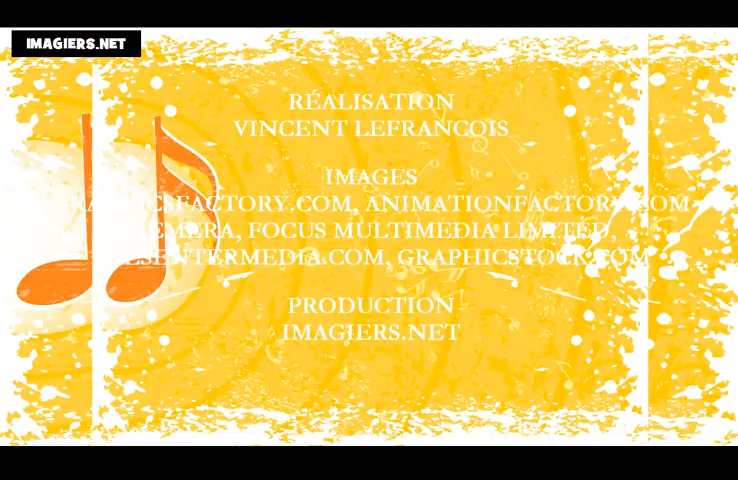 IMAGIERS.NET
RÉALISATION
VINCENT LEFRANCOIS
IMAGES
ANIMATIONFACTORY.COM
FOCUS MULTIMEDIA LIMITED,
GRAPHICSTOCK.COM
PRODUCTION
IMAGIERS.NET